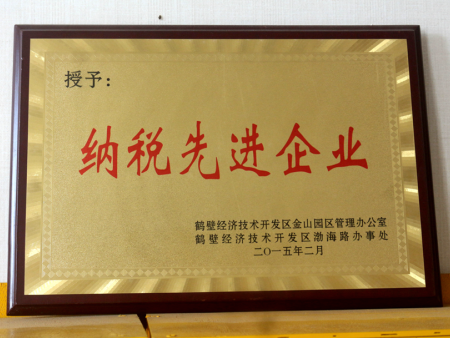 授予：
纳税先进企业
鹤壁经济技术开发区金山园区管理办公室
鹤壁经济技术开发区渤海路办事处
二〇一五年二月